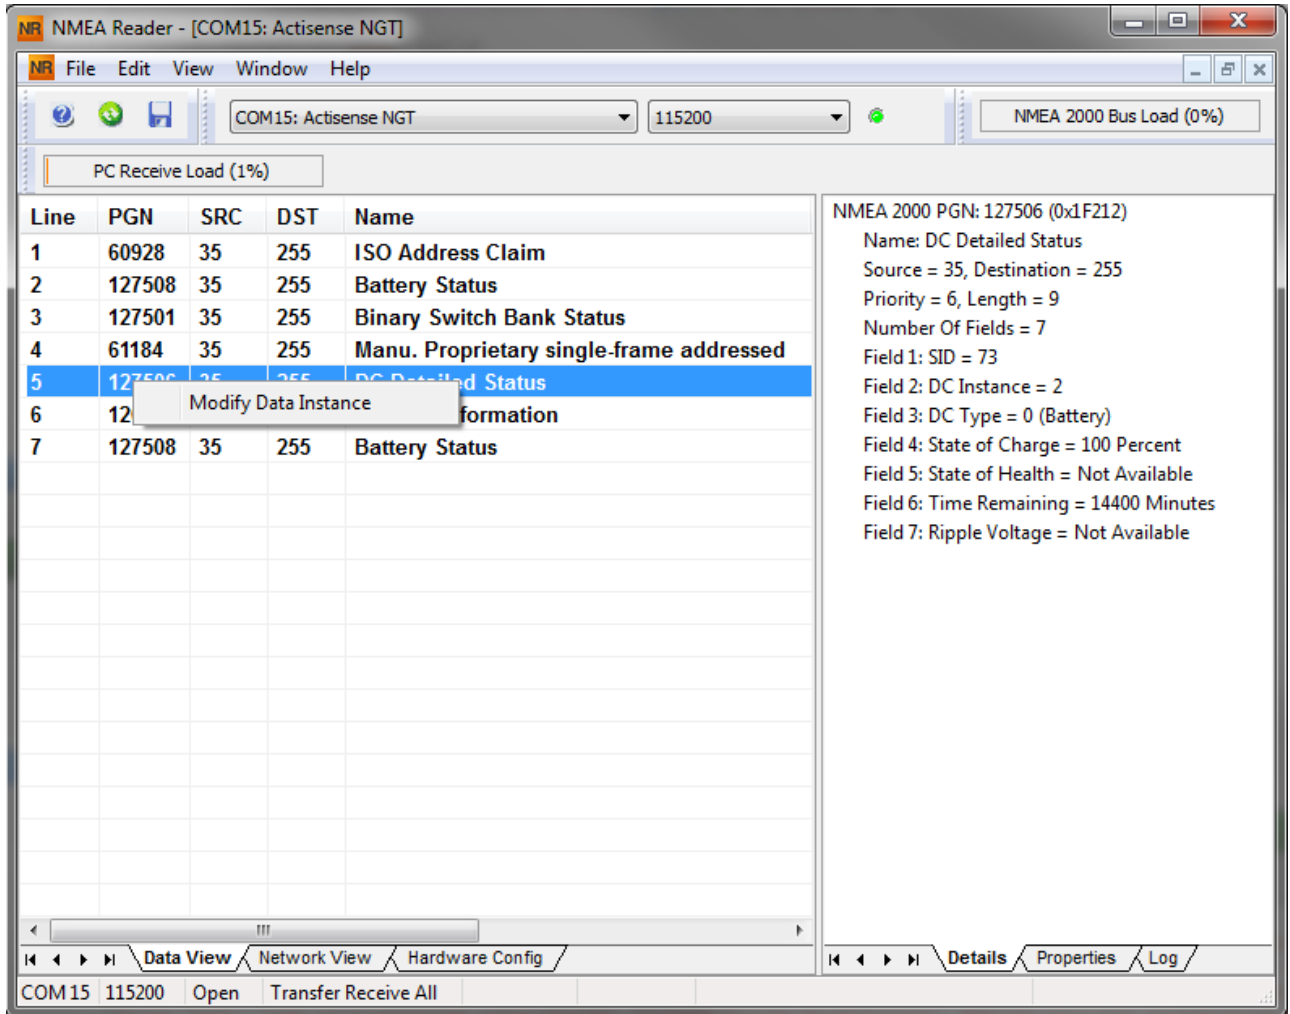 NR NMEA Reader - [COM15: Actisense NGT]
NR File Edit View Window Help
COM15: Actisense NGT 115200 NMEA 2000 Bus Load (0%)
PC Receive Load (1%)
Line PGN SRC DST Name
1 60928 35 255 ISO Address Claim
2 127508 35 255 Battery Status
3 127501 35 255 Binary Switch Bank Status
4 61184 35 255 Manu. Proprietary single-frame addressed
5 127506 35 255 DC Detailed Status
Modify Data Instance
6 12 formation
7 127508 35 255 Battery Status
NMEA 2000 PGN: 127506 (0x1F212)
Name: DC Detailed Status
Source = 35, Destination = 255
Priority = 6, Length = 9
Number Of Fields = 7
Field 1: SID = 73
Field 2: DC Instance = 2
Field 3: DC Type = 0 (Battery)
Field 4: State of Charge = 100 Percent
Field 5: State of Health = Not Available
Field 6: Time Remaining = 14400 Minutes
Field 7: Ripple Voltage = Not Available
Data View Network View Hardware Config
Details Properties Log
COM 15 115200 Open Transfer Receive All